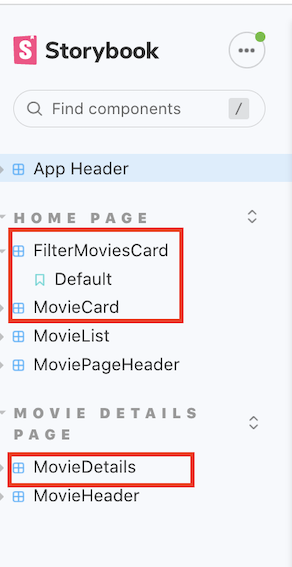 S Storybook
Find components /
App Header
HOME PAGE
FilterMoviesCard
Default
MovieCard
MovieList
MoviePageHeader
MOVIE DETAILS
PAGE
MovieDetails
MovieHeader